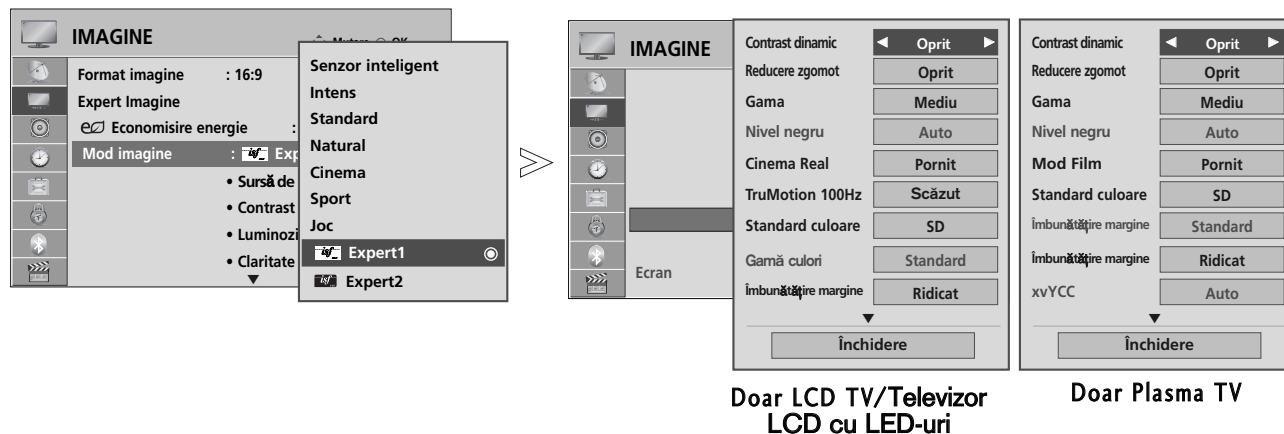 IMAGINE
Mutare OK
Format imagine : 16:9
Expert Imagine
Economisire energie :
Mod imagine : Exp
• Sursă de
• Contrast
• Luminozi
• Claritate
Senzor inteligent
Intens
Standard
Natural
Cinema
Sport
Joc
isf Expert1
isf Expert2
IMAGINE
Ecran
Contrast dinamic Oprit
Reducere zgomot Oprit
Gama Mediu
Nivel negru Auto
Cinema Real Pornit
TruMotion 100Hz Scăzut
Standard culoare SD
Gamă culori Standard
Îmbunătăţire margine Ridicat
Închidere
Contrast dinamic Oprit
Reducere zgomot Oprit
Gama Mediu
Nivel negru Auto
Mod Film Pornit
Standard culoare SD
Îmbunătăţire margine Standard
Îmbunătăţire margine Ridicat
xvYCC Auto
Închidere
Doar LCD TV/Televizor
LCD cu LED-uri
Doar Plasma TV